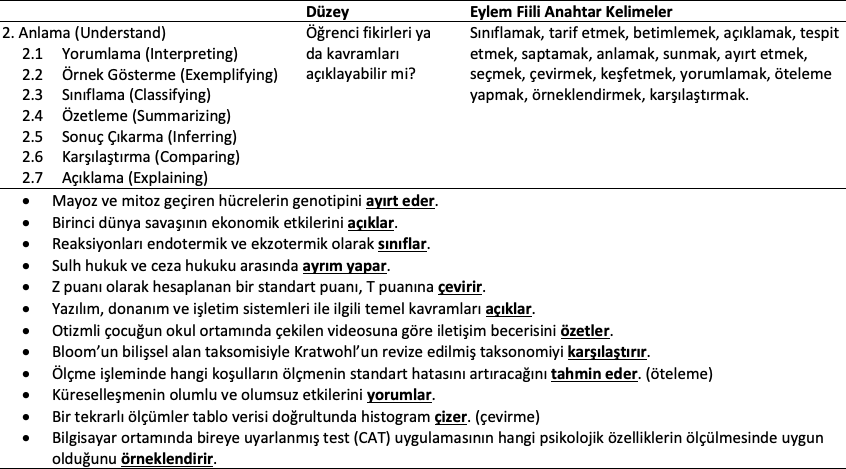 Düzey Eylem Fiili Anahtar Kelimeler
2. Anlama (Understand) Öğrenci fikirleri ya Sınıflamak, tarif etmek, betimlemek, açıklamak, tespit
2.1 Yorumlama (Interpreting) da kavramları etmek, saptamak, anlamak, sunmak, ayırt etmek,
2.2 Örnek Gösterme (Exemplifying) açıklayabilir mi? seçmek, çevirmek, keşfetmek, yorumlamak, öteleme
2.3 Sınıflama (Classifying) yapmak, örneklendirmek, karşılaştırmak.
2.4 Özetleme (Summarizing)
2.5 Sonuç Çıkarma (Inferring)
2.6 Karşılaştırma (Comparing)
2.7 Açıklama (Explaining)
• Mayoz ve mitoz geçiren hücrelerin genotipini ayırt eder.
• Birinci dünya savaşının ekonomik etkilerini açıklar.
• Reaksiyonları endotermik ve ekzotermik olarak sınıflar.
• Sulh hukuk ve ceza hukuku arasında ayrım yapar.
• Z puanı olarak hesaplanan bir standart puanı, T puanına çevirir.
• Yazılım, donanım ve işletim sistemleri ile ilgili temel kavramları açıklar.
• Otizmli çocuğun okul ortamında çekilen videosuna göre iletişim becerisini özetler.
• Bloom’un bilişsel alan taksomisiyle Kratwohl’un revize edilmiş taksonomiyi karşılaştırır.
• Ölçme işleminde hangi koşulların ölçmenin standart hatasını artıracağını tahmin eder. (öteleme)
• Küreselleşmenin olumlu ve olumsuz etkilerini yorumlar.
• Bir tekrarlı ölçümler tablo verisi doğrultunda histogram çizer. (çevirme)
• Bilgisayar ortamında bireye uyarlanmış test (CAT) uygulamasının hangi psikolojik özelliklerin ölçülmesinde uygun
olduğunu örneklendirir.